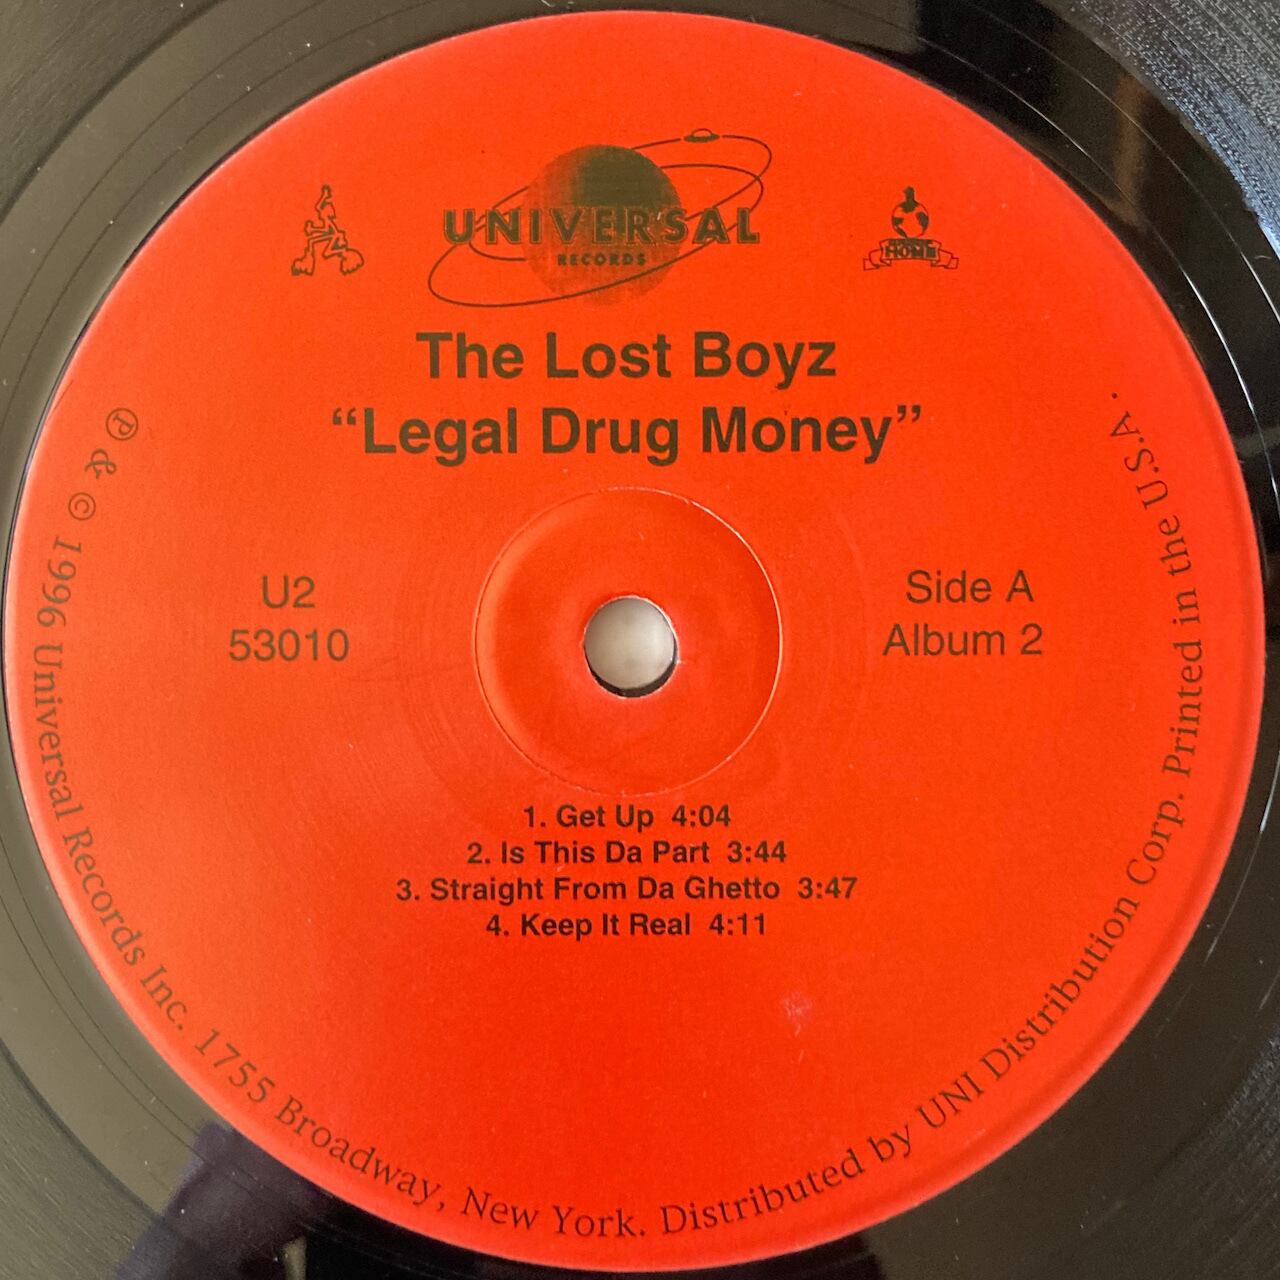 UNIVERSAL
RECORDS
HOME
The Lost Boyz
“Legal Drug Money”
U2
53010
Side A
Album 2
1. Get Up 4:04
2. Is This Da Part 3:44
3. Straight From Da Ghetto 3:47
4. Keep It Real 4:11
℗ & © 1996 Universal Records Inc. 1755 Broadway, New York. Distributed by UNI Distribution Corp. Printed in the U.S.A.